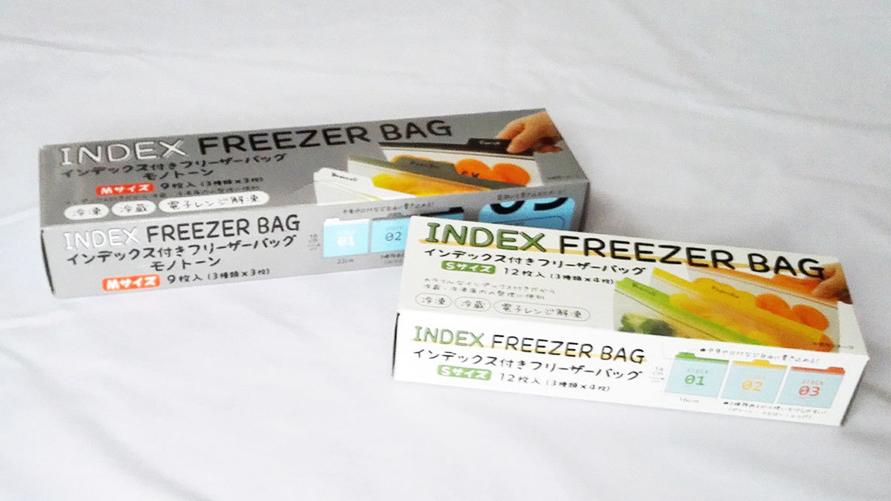 INDEX FREEZER BAG
インデックス付きフリーザーバッグ
モノトーン
Mサイズ 9枚入(3種類×3枚)
冷凍 冷蔵 電子レンジ解凍
INDEX FREEZER BAG
インデックス付きフリーザーバッグ
モノトーン
Mサイズ 9枚入(3種類×3枚)
01 02
INDEX FREEZER BAG
インデックス付きフリーザーバッグ
Sサイズ 12枚入(3種類×4枚)
冷凍 冷蔵 電子レンジ解凍
INDEX FREEZER BAG
インデックス付きフリーザーバッグ
Sサイズ 12枚入(3種類×4枚)
01 02 03